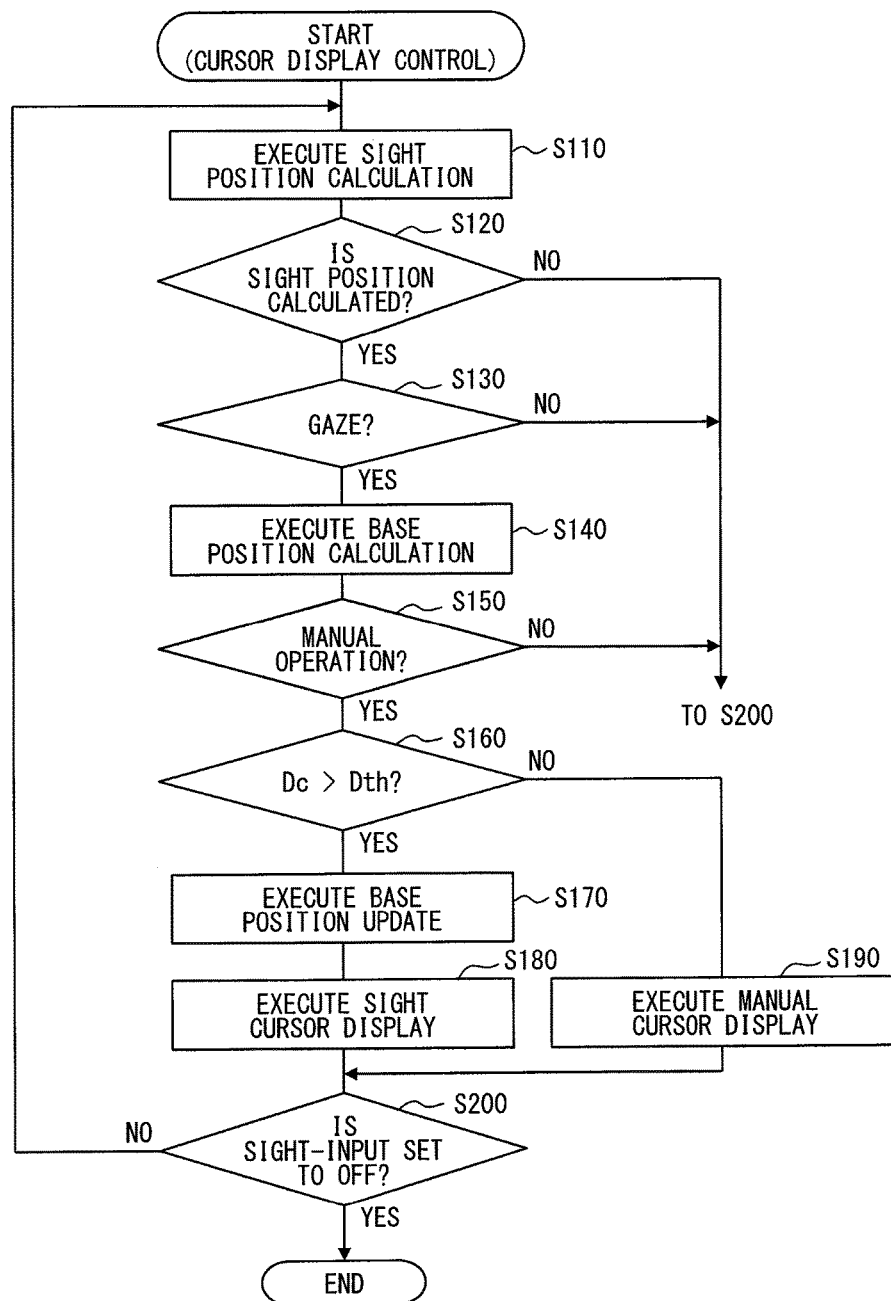 START
(CURSOR DISPLAY CONTROL)
EXECUTE SIGHT
POSITION CALCULATION
S110
S120
IS
SIGHT POSITION
CALCULATED?
NO
YES
S130
GAZE?
NO
YES
EXECUTE BASE
POSITION CALCULATION
S140
S150
MANUAL
OPERATION?
NO
YES
TO S200
S160
Dc > Dth?
NO
YES
EXECUTE BASE
POSITION UPDATE
S170
S180
EXECUTE SIGHT
CURSOR DISPLAY
S190
EXECUTE MANUAL
CURSOR DISPLAY
S200
IS
SIGHT-INPUT SET
TO OFF?
NO
YES
END